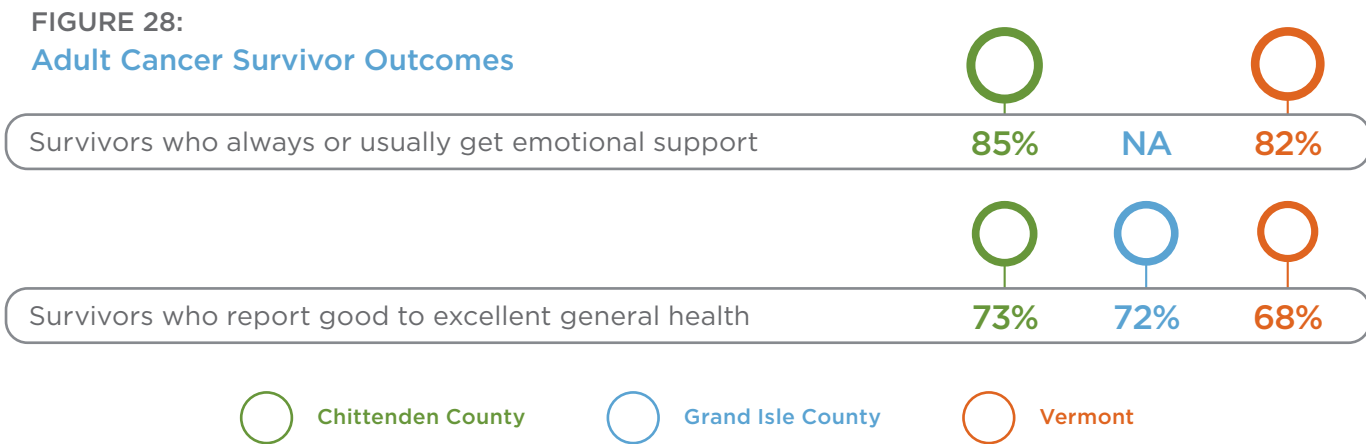 FIGURE 28:
Adult Cancer Survivor Outcomes
Survivors who always or usually get emotional support 85% NA 82%
Survivors who report good to excellent general health 73% 72% 68%
Chittenden County Grand Isle County Vermont